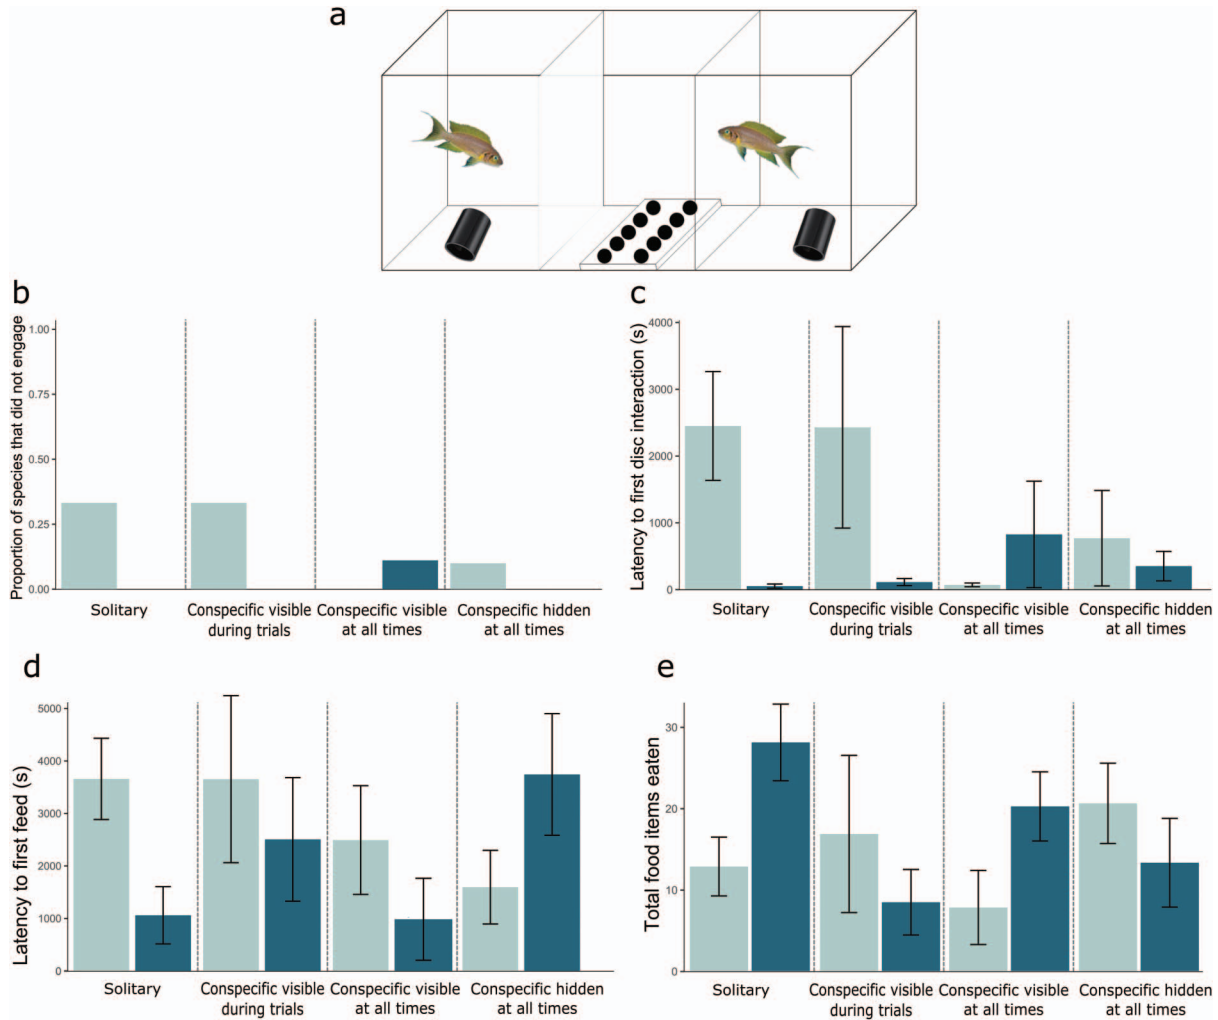 a
b
Proportion of species that did not engage
1.00
0.75
0.50
0.25
0.00
Solitary
Conspecific visible
during trials
Conspecific visible
at all times
Conspecific hidden
at all times
c
Latency to first disc interaction (s)
4000
3000
2000
1000
0
Solitary
Conspecific visible
during trials
Conspecific visible
at all times
Conspecific hidden
at all times
d
Latency to first feed (s)
5000
4000
3000
2000
1000
0
Solitary
Conspecific visible
during trials
Conspecific visible
at all times
Conspecific hidden
at all times
e
Total food items eaten
30
20
10
0
Solitary
Conspecific visible
during trials
Conspecific visible
at all times
Conspecific hidden
at all times